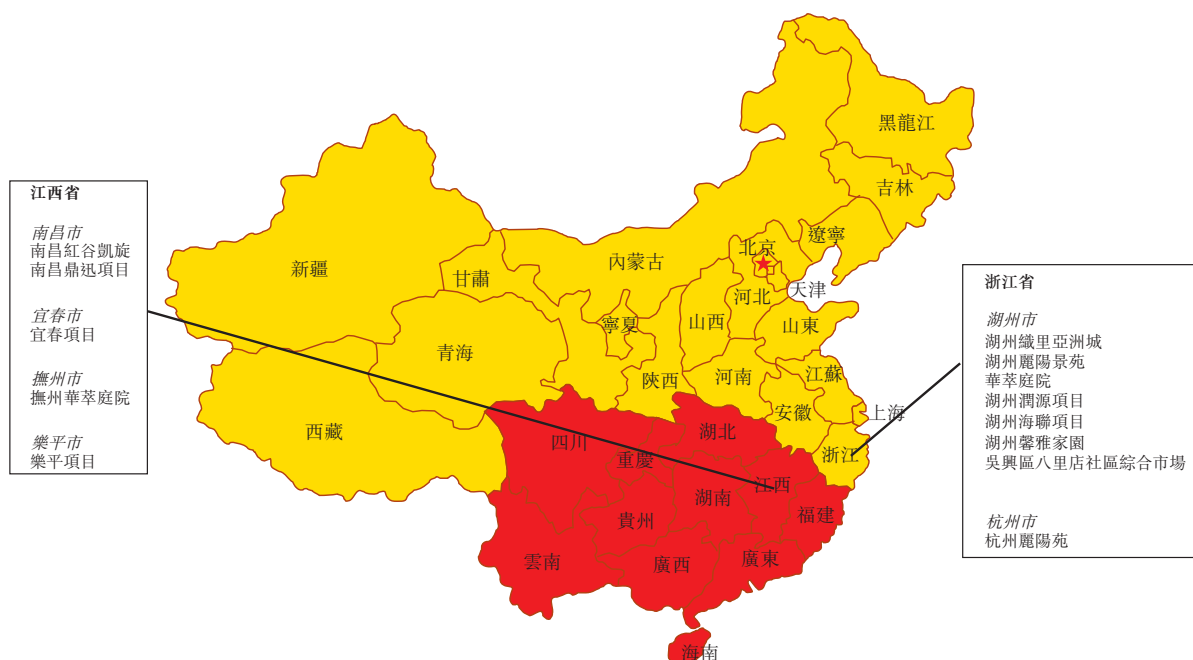 江西省
南昌市
南昌紅谷凱旋
南昌鼎迅項目
宜春市
宜春項目
撫州市
撫州華萃庭院
樂平市
樂平項目
黑龍江
吉林
遼寧
北京
內蒙古
新疆
甘肅
天津
河北
山西
寧夏
山東
青海
河南
江蘇
陝西
安徽
上海
西藏
湖北
四川
浙江
重慶
江西
湖南
福建
貴州
廣東
雲南
廣西
海南
浙江省
湖州市
湖州織里亞洲城
湖州麗陽景苑
華萃庭院
湖州潤源項目
湖州海聯項目
湖州馨雅家園
吳興區八里店社區綜合市場
杭州市
杭州麗陽苑